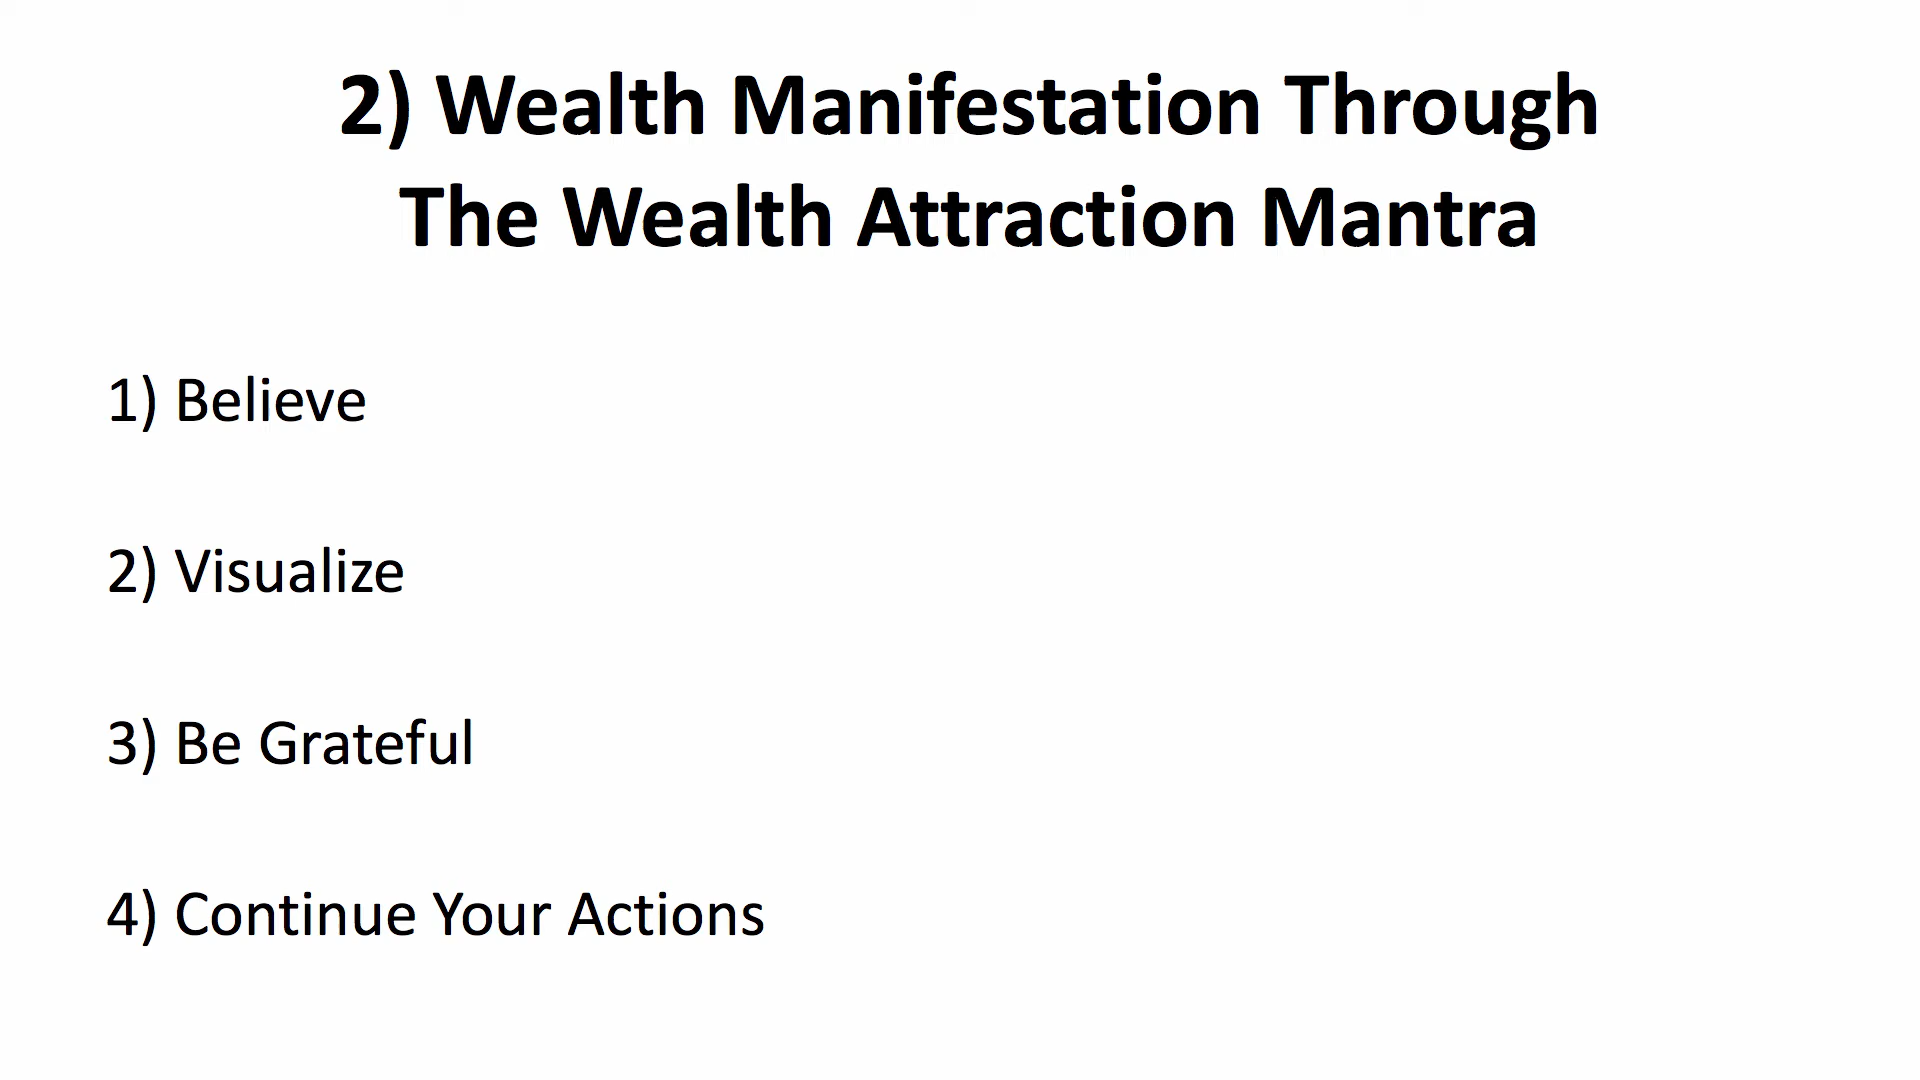 2) Wealth Manifestation Through
The Wealth Attraction Mantra
1) Believe
2) Visualize
3) Be Grateful
4) Continue Your Actions